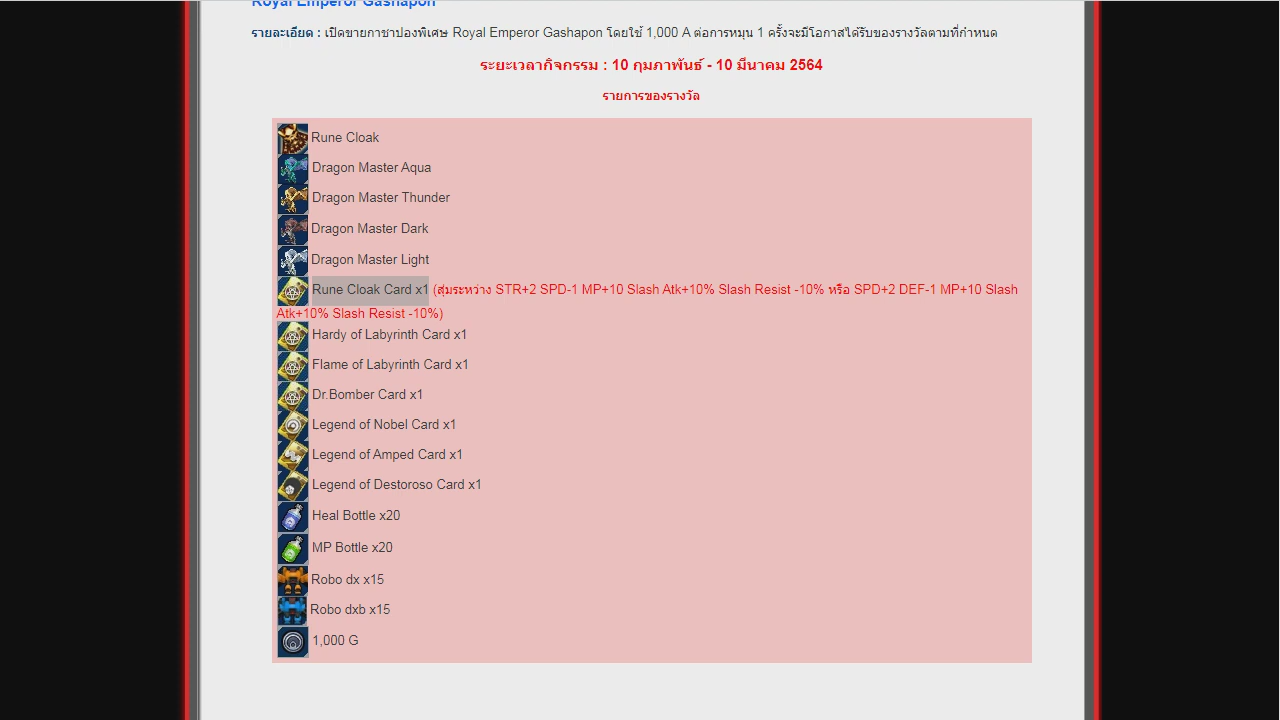 Royal Emperor Gashapon
รายละเอียด : เปิดขายกาชาปองพิเศษ Royal Emperor Gashapon โดยใช้ 1,000 A ต่อการหมุน 1 ครั้งจะมีโอกาสได้รับของรางวัลตามที่กำหนด
ระยะเวลากิจกรรม : 10 กุมภาพันธ์ - 10 มีนาคม 2564
รายการของรางวัล
Rune Cloak
Dragon Master Aqua
Dragon Master Thunder
Dragon Master Dark
Dragon Master Light
Rune Cloak Card x1 (สุ่มระหว่าง STR+2 SPD-1 MP+10 Slash Atk+10% Slash Resist -10% หรือ SPD+2 DEF-1 MP+10 Slash
Atk+10% Slash Resist -10%)
Hardy of Labyrinth Card x1
Flame of Labyrinth Card x1
Dr.Bomber Card x1
Legend of Nobel Card x1
Legend of Amped Card x1
Legend of Destoroso Card x1
Heal Bottle x20
MP Bottle x20
Robo dx x15
Robo dxb x15
1,000 G